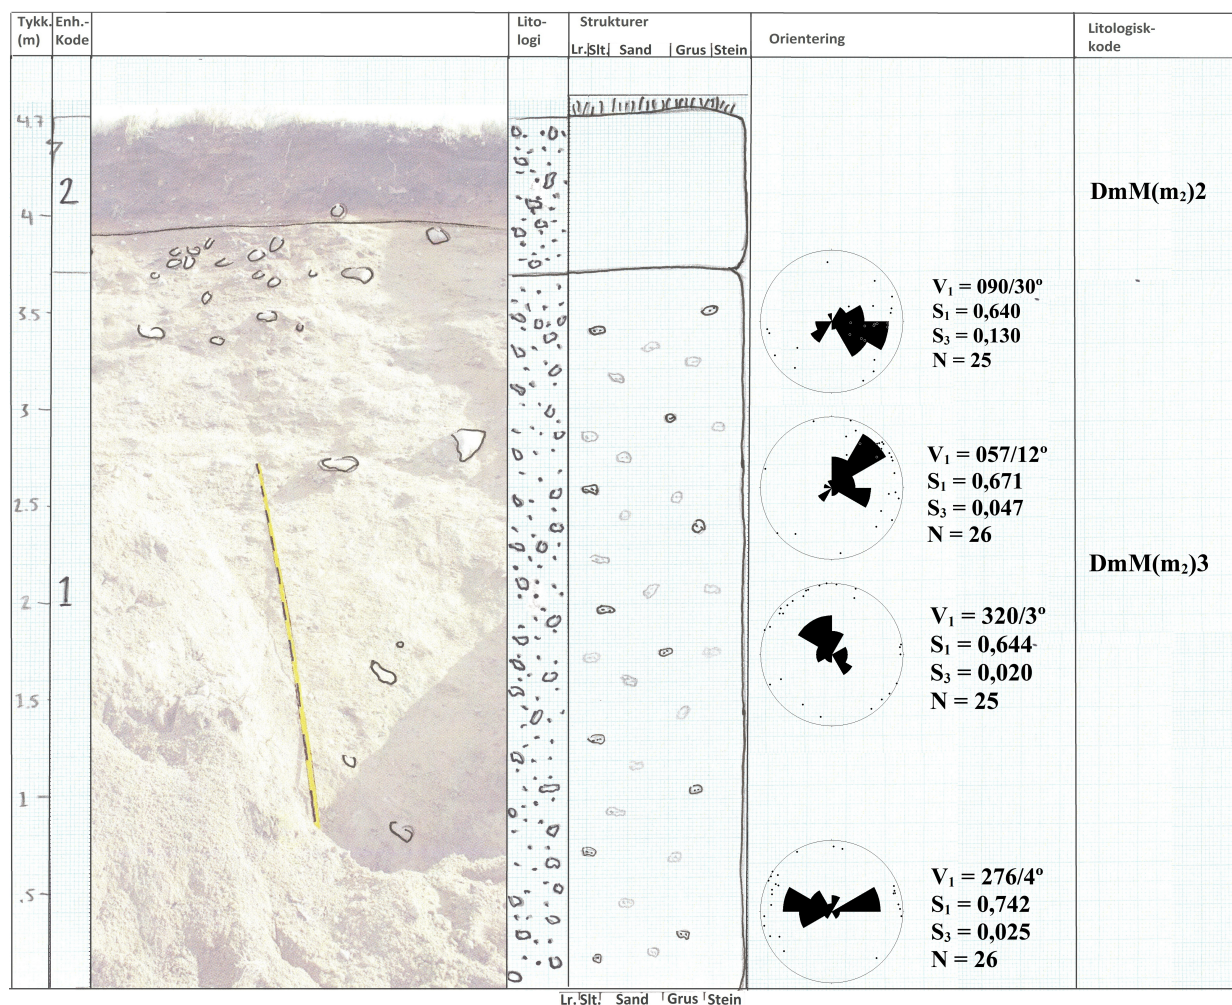 Tykk. (m)
Enh.- Kode
Lito- logi
Strukturer
Lr. Slt. Sand Grus Stein
Orientering
Litologisk- kode
4.7
2
4
DmM(m₂)2
V₁ = 090/30º
S₁ = 0,640
S₃ = 0,130
N = 25
3.5
3
V₁ = 057/12º
S₁ = 0,671
S₃ = 0,047
N = 26
2.5
DmM(m₂)3
2
1
V₁ = 320/3º
S₁ = 0,644
S₃ = 0,020
N = 25
1.5
1
V₁ = 276/4º
S₁ = 0,742
S₃ = 0,025
N = 26
.5
Lr. Slt. Sand Grus Stein